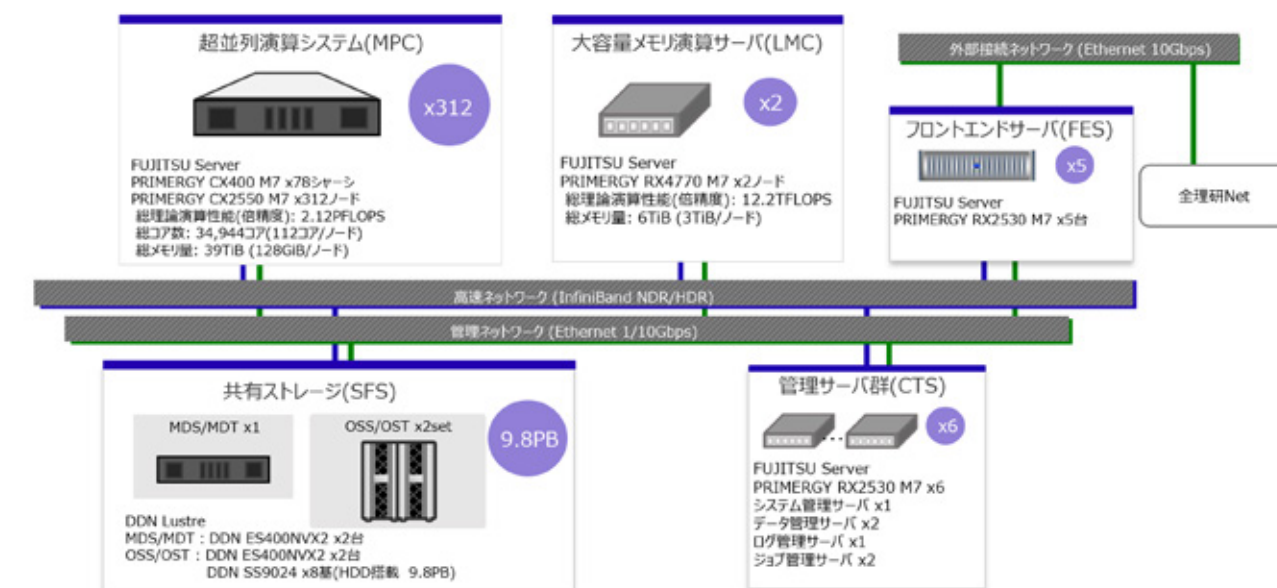 超並列演算システム(MPC)
x312
FUJITSU Server
PRIMERGY CX400 M7 x78シャーシ
PRIMERGY CX2550 M7 x312ノード
総理論演算性能(倍精度): 2.12PFLOPS
総コア数: 34,944コア(112コア/ノード)
総メモリ量: 39TiB (128GiB/ノード)
大容量メモリ演算サーバ(LMC)
x2
FUJITSU Server
PRIMERGY RX4770 M7 x2ノード
総理論演算性能(倍精度): 12.2TFLOPS
総メモリ量: 6TiB (3TiB/ノード)
外部接続ネットワーク (Ethernet 10Gbps)
フロントエンドサーバ(FES)
x5
FUJITSU Server
PRIMERGY RX2530 M7 x5台
全理研Net
高速ネットワーク (InfiniBand NDR/HDR)
管理ネットワーク (Ethernet 1/10Gbps)
共有ストレージ(SFS)
MDS/MDT x1
OSS/OST x2set
9.8PB
DDN Lustre
MDS/MDT : DDN ES400NVX2 x2台
OSS/OST : DDN ES400NVX2 x2台
DDN SS9024 x8基(HDD搭載 9.8PB)
管理サーバ群(CTS)
x6
FUJITSU Server
PRIMERGY RX2530 M7 x6
システム管理サーバ x1
データ管理サーバ x2
ログ管理サーバ x1
ジョブ管理サーバ x2